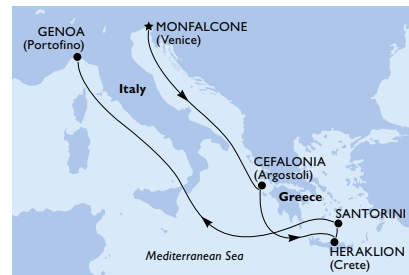 GENOA
(Portofino)
MONFALCONE
(Venice)
Italy
CEFALONIA
(Argostoli)
Greece
SANTORINI
HERAKLION
(Crete)
Mediterranean Sea